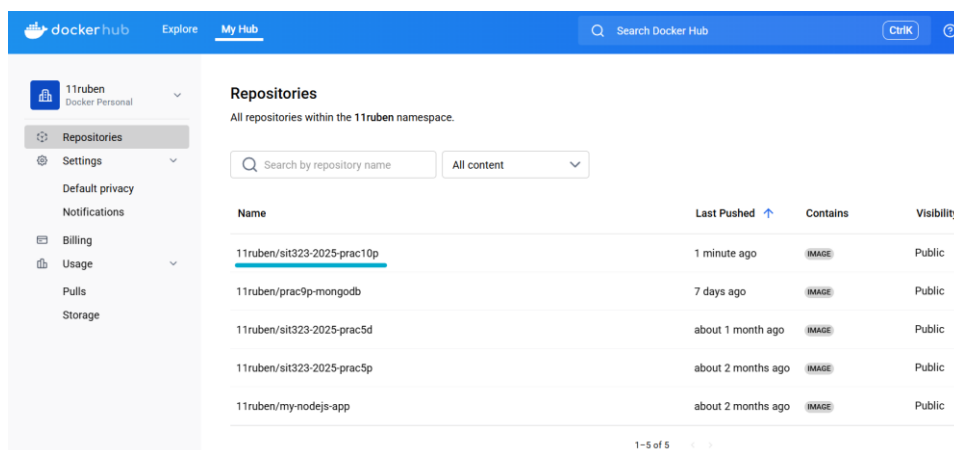 dockerhub Explore My Hub Search Docker Hub CtrlK ?
11ruben
Docker Personal
Repositories
Settings
Default privacy
Notifications
Billing
Usage
Pulls
Storage
Repositories
All repositories within the 11ruben namespace.
Search by repository name All content
Name Last Pushed Contains Visibility
11ruben/sit323-2025-prac10p 1 minute ago IMAGE Public
11ruben/prac9p-mongodb 7 days ago IMAGE Public
11ruben/sit323-2025-prac5d about 1 month ago IMAGE Public
11ruben/sit323-2025-prac5p about 2 months ago IMAGE Public
11ruben/my-nodejs-app about 2 months ago IMAGE Public
1–5 of 5